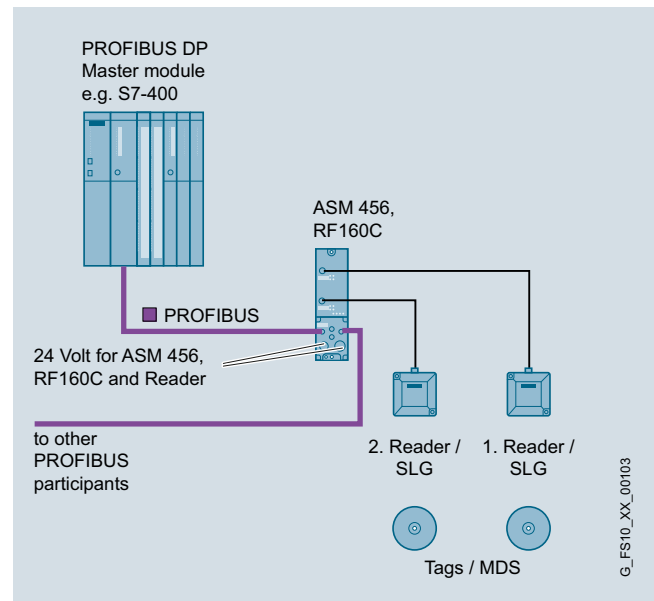 PROFIBUS DP
Master module
e.g. S7-400
ASM 456,
RF160C
PROFIBUS
24 Volt for ASM 456,
RF160C and Reader
to other
PROFIBUS
participants
2. Reader /
SLG
1. Reader /
SLG
Tags / MDS
G_FS10_XX_00103